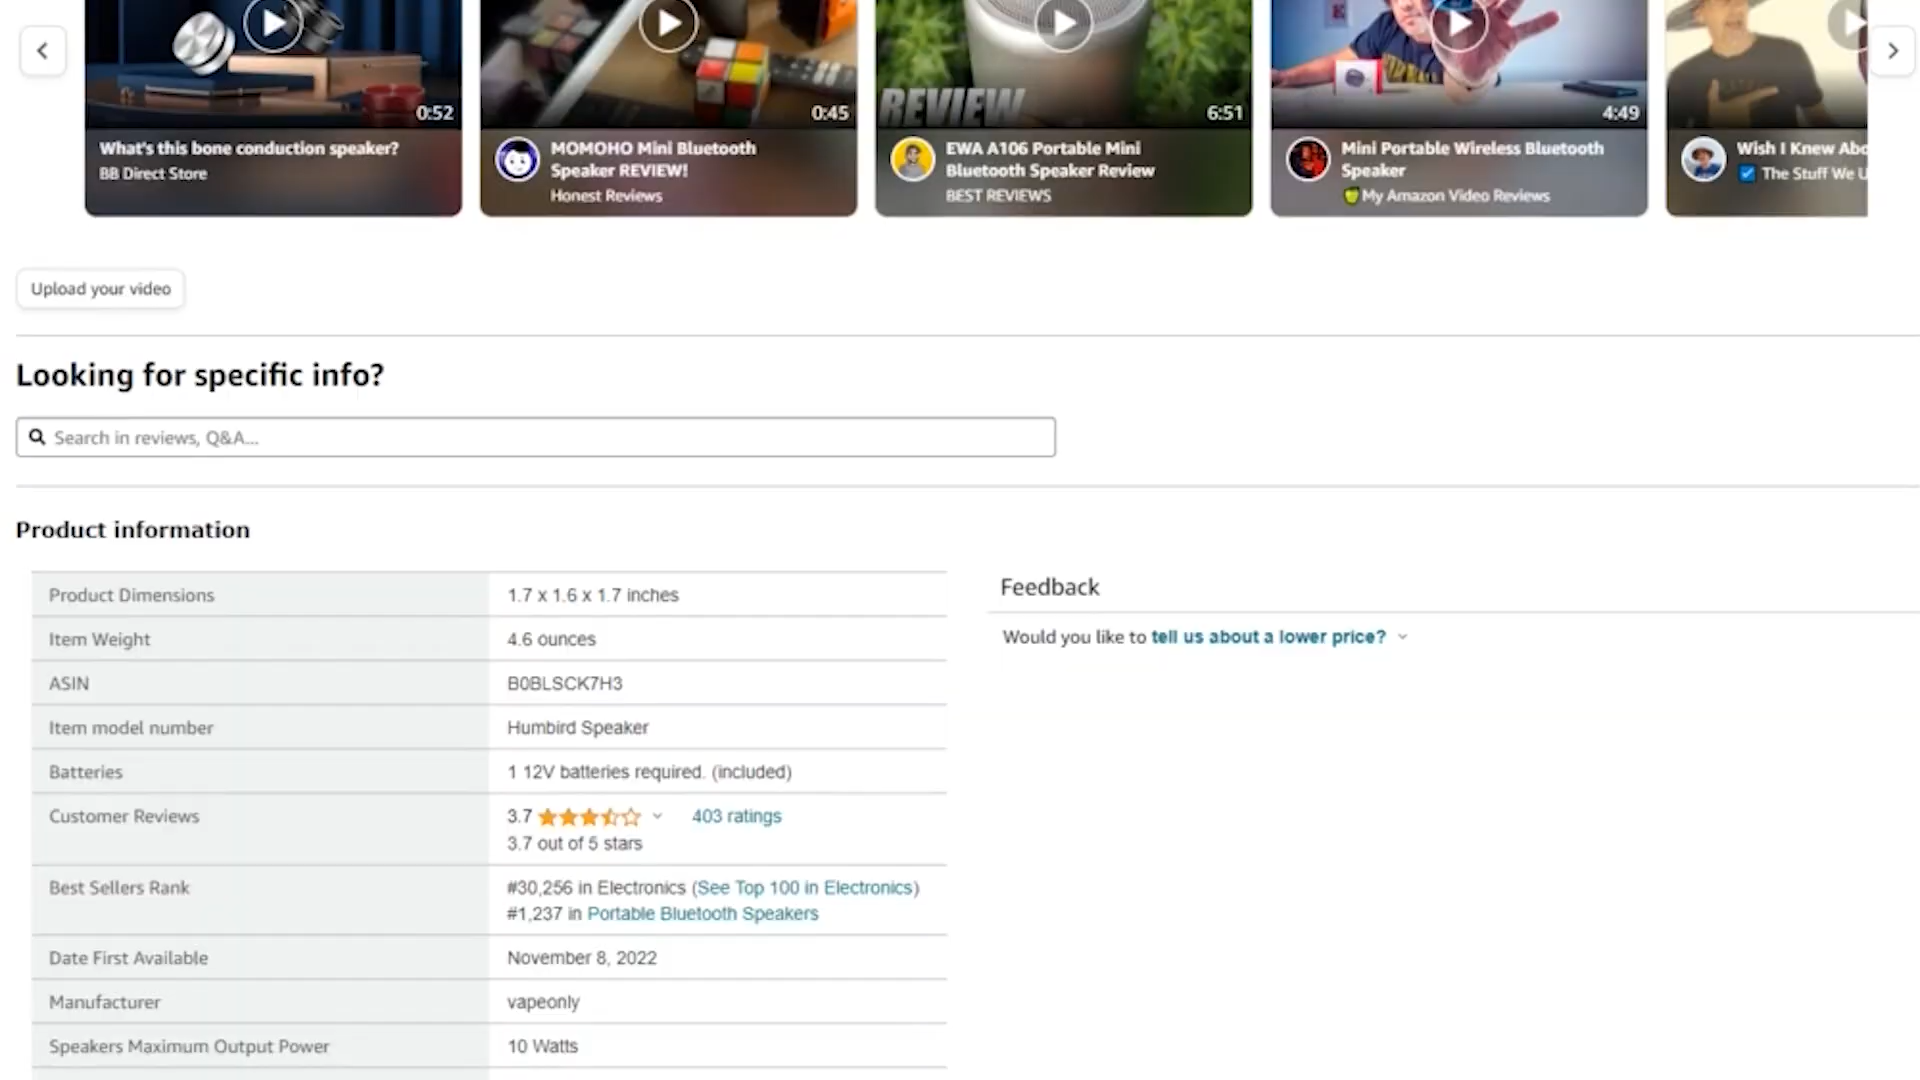 REVIEW
0:52
0:45
6:51
4:49
What's this bone conduction speaker?
BB Direct Store
MOMOHO Mini Bluetooth
Speaker REVIEW!
Honest Reviews
EWA A106 Portable Mini
Bluetooth Speaker Review
BEST REVIEWS
Mini Portable Wireless Bluetooth
Speaker
My Amazon Video Reviews
Wish I Knew Abo
The Stuff We U
Upload your video
Looking for specific info?
Search in reviews, Q&A...
Product information
Product Dimensions 1.7 x 1.6 x 1.7 inches
Item Weight 4.6 ounces
ASIN B0BLSCK7H3
Item model number Humbird Speaker
Batteries 1 12V batteries required. (included)
Customer Reviews 3.7 403 ratings
3.7 out of 5 stars
Best Sellers Rank #30,256 in Electronics (See Top 100 in Electronics)
#1,237 in Portable Bluetooth Speakers
Date First Available November 8, 2022
Manufacturer vapeonly
Speakers Maximum Output Power 10 Watts
Feedback
Would you like to tell us about a lower price?